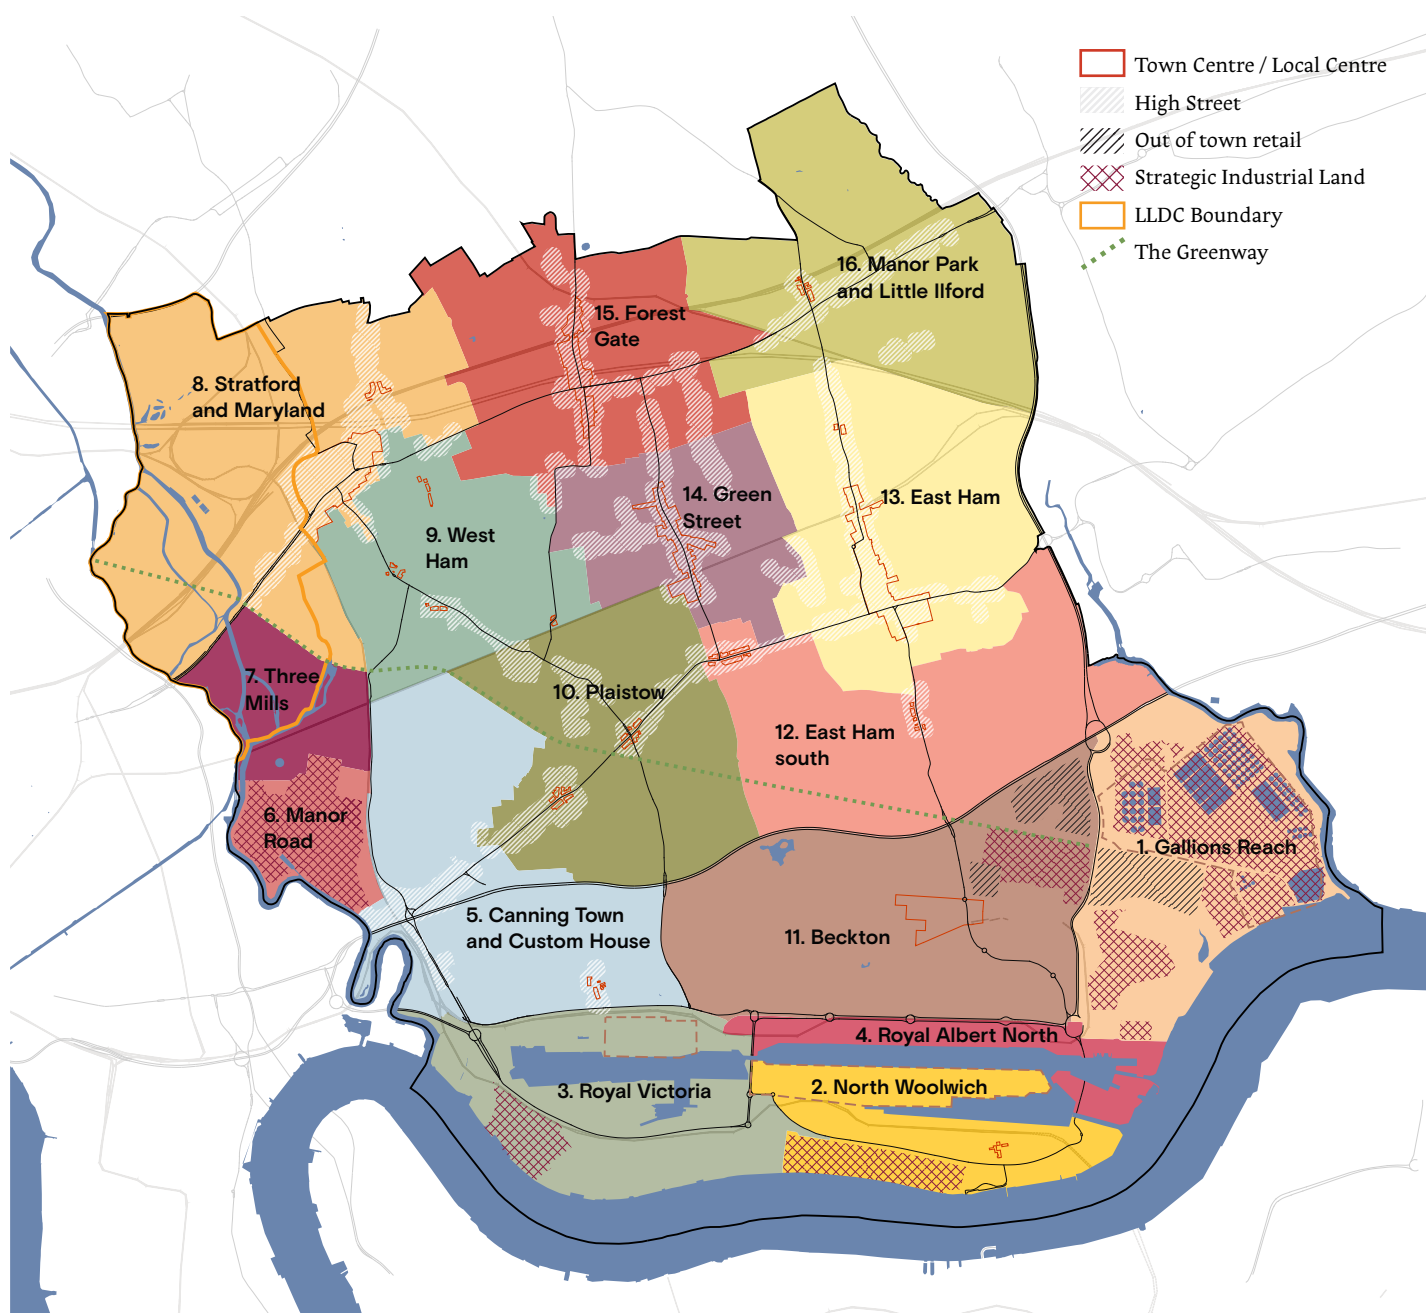 Town Centre / Local Centre
High Street
Out of town retail
Strategic Industrial Land
LLDC Boundary
The Greenway
16. Manor Park
and Little Ilford
15. Forest
Gate
8. Stratford
and Maryland
14. Green
Street
13. East Ham
9. West
Ham
7. Three
Mills
10. Plaistow
12. East Ham
south
6. Manor
Road
1. Gallions Reach
5. Canning Town
and Custom House
11. Beckton
4. Royal Albert North
3. Royal Victoria
2. North Woolwich